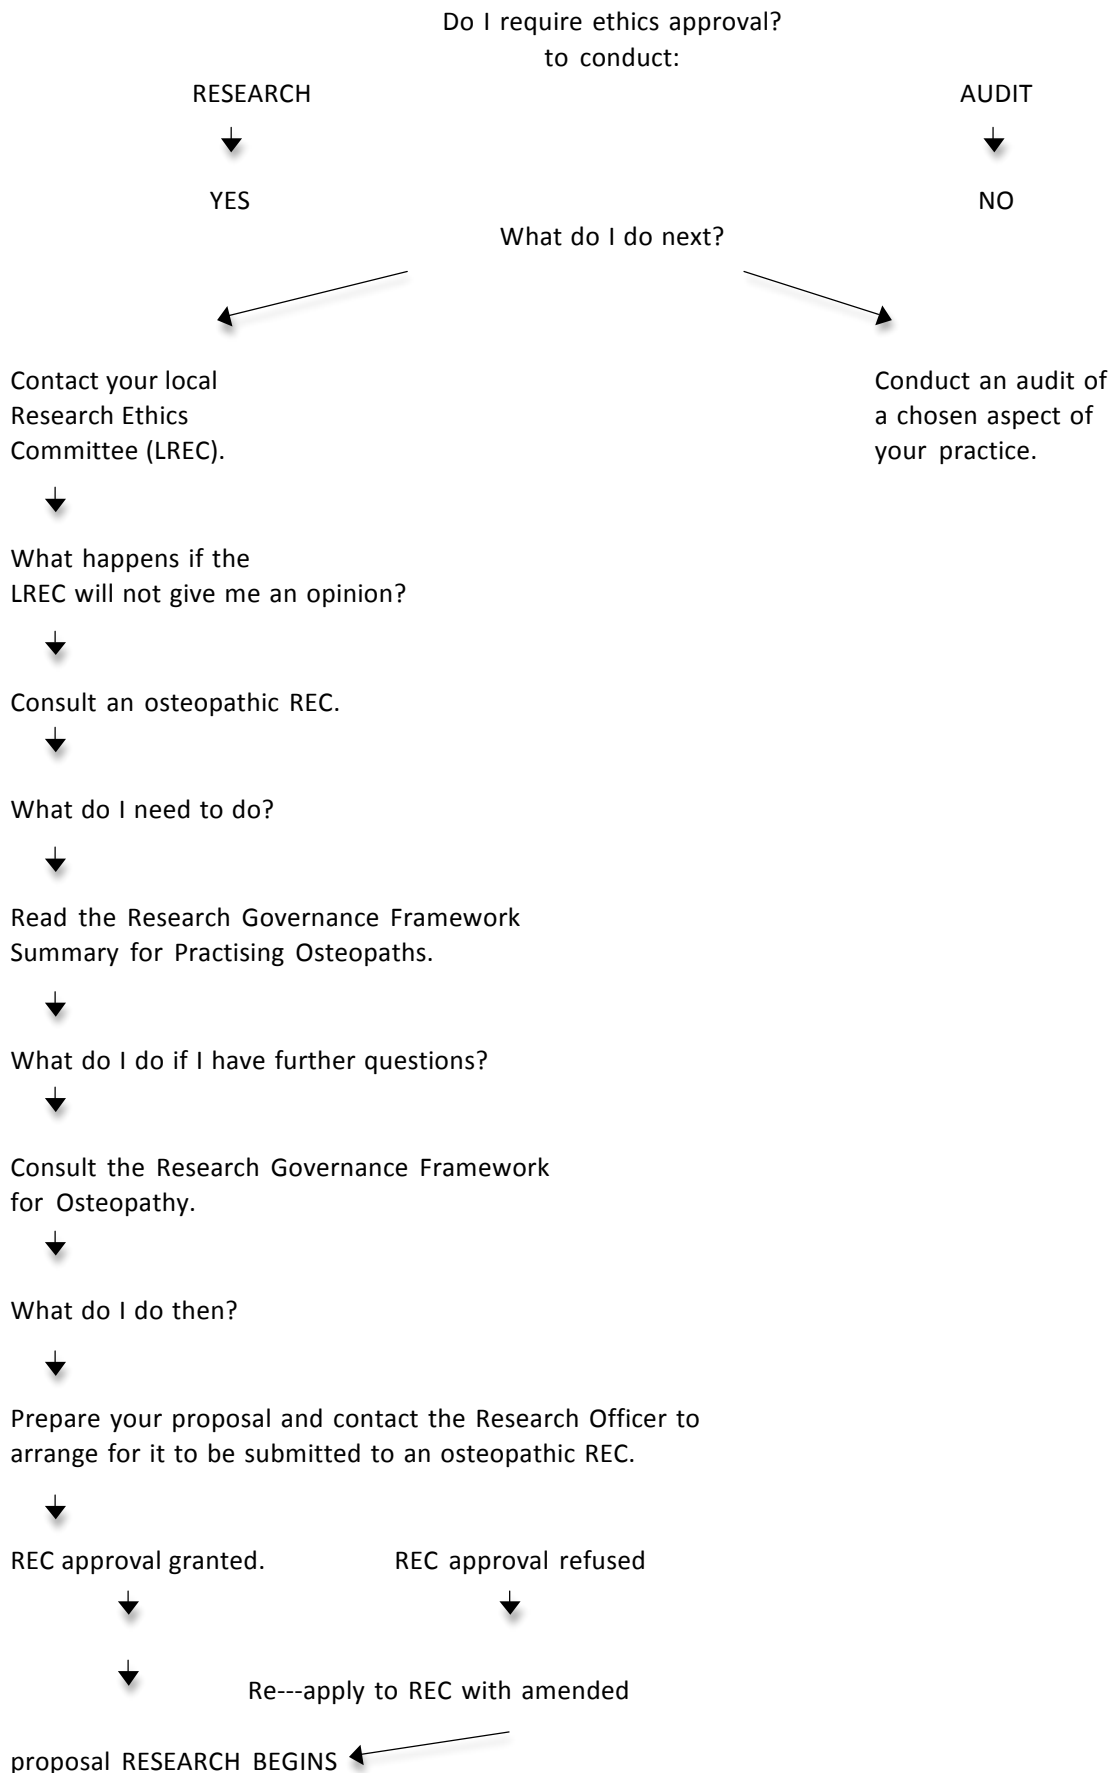 Do I require ethics approval?
to conduct:
RESEARCH
AUDIT
YES
NO
What do I do next?
Contact your local
Research Ethics
Committee (LREC).
Conduct an audit of
a chosen aspect of
your practice.
What happens if the
LREC will not give me an opinion?
Consult an osteopathic REC.
What do I need to do?
Read the Research Governance Framework
Summary for Practising Osteopaths.
What do I do if I have further questions?
Consult the Research Governance Framework
for Osteopathy.
What do I do then?
Prepare your proposal and contact the Research Officer to
arrange for it to be submitted to an osteopathic REC.
REC approval granted.
REC approval refused
Re---apply to REC with amended
proposal RESEARCH BEGINS